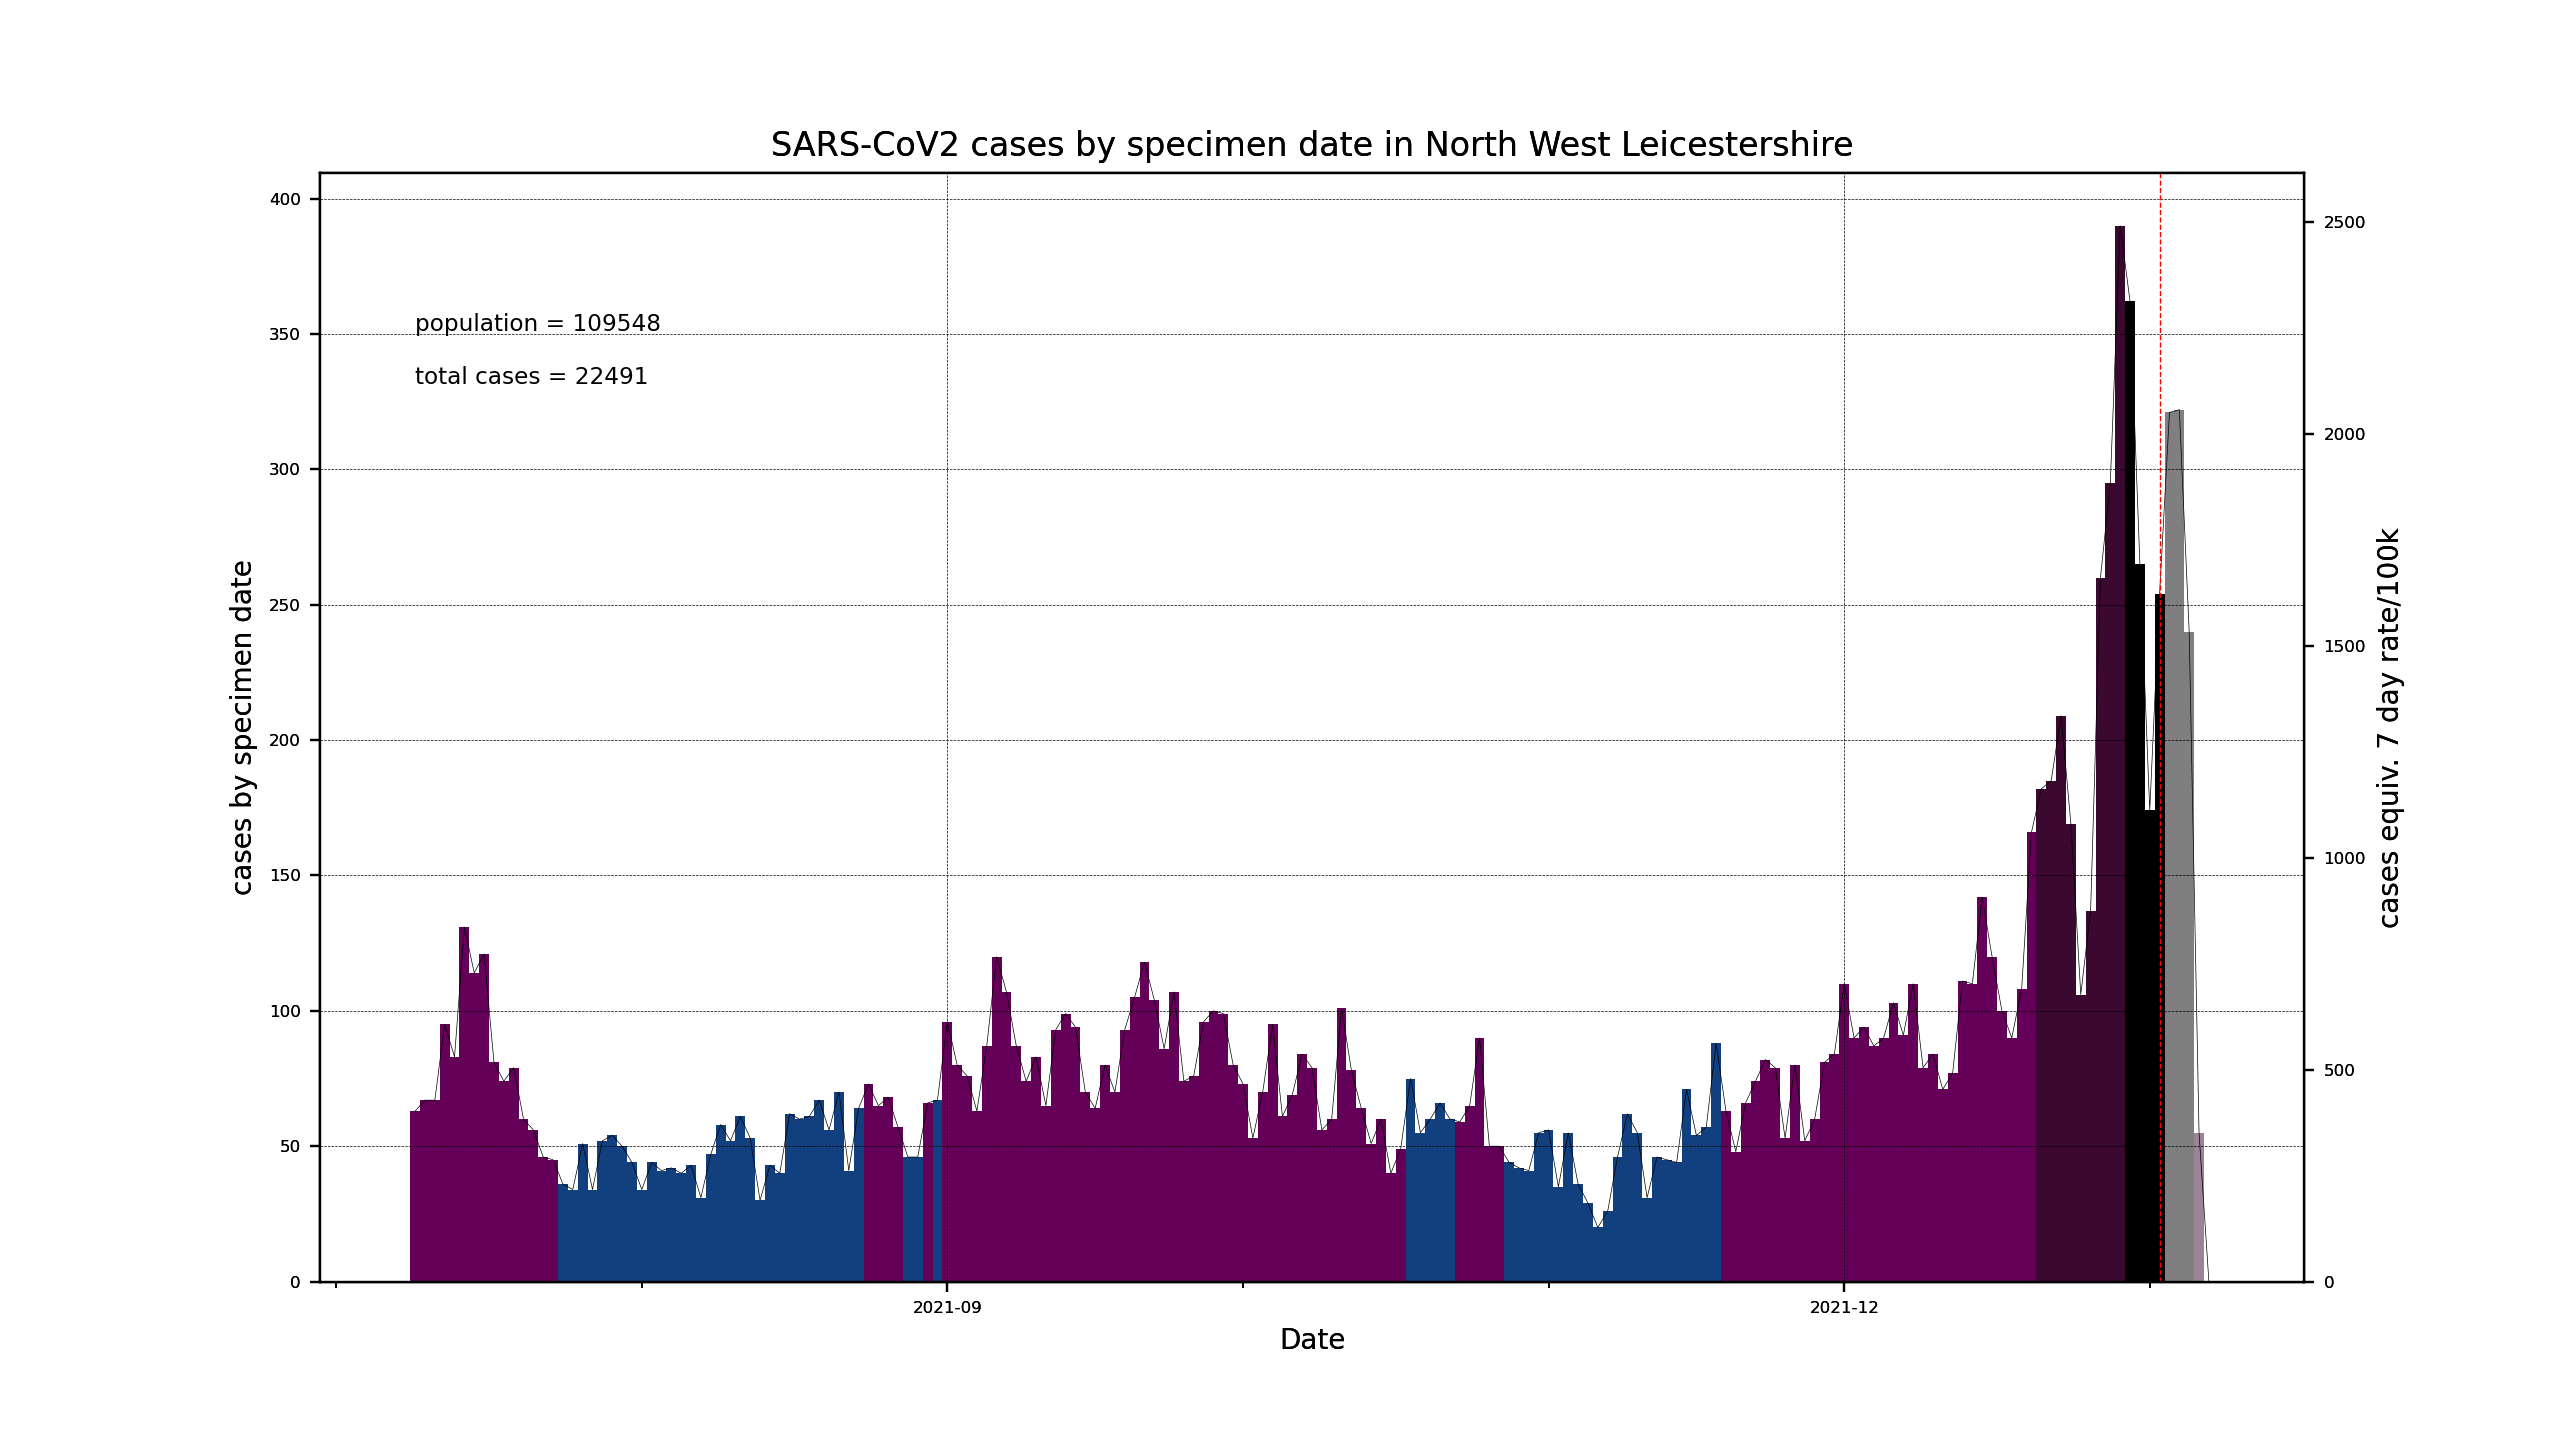 SARS-CoV2 cases by specimen date in North West Leicestershire
400
350
300
250
200
150
100
50
0
cases by specimen date
population = 109548
total cases = 22491
2500
2000
1500
1000
500
0
cases equiv. 7 day rate/100k
2021-09
2021-12
Date